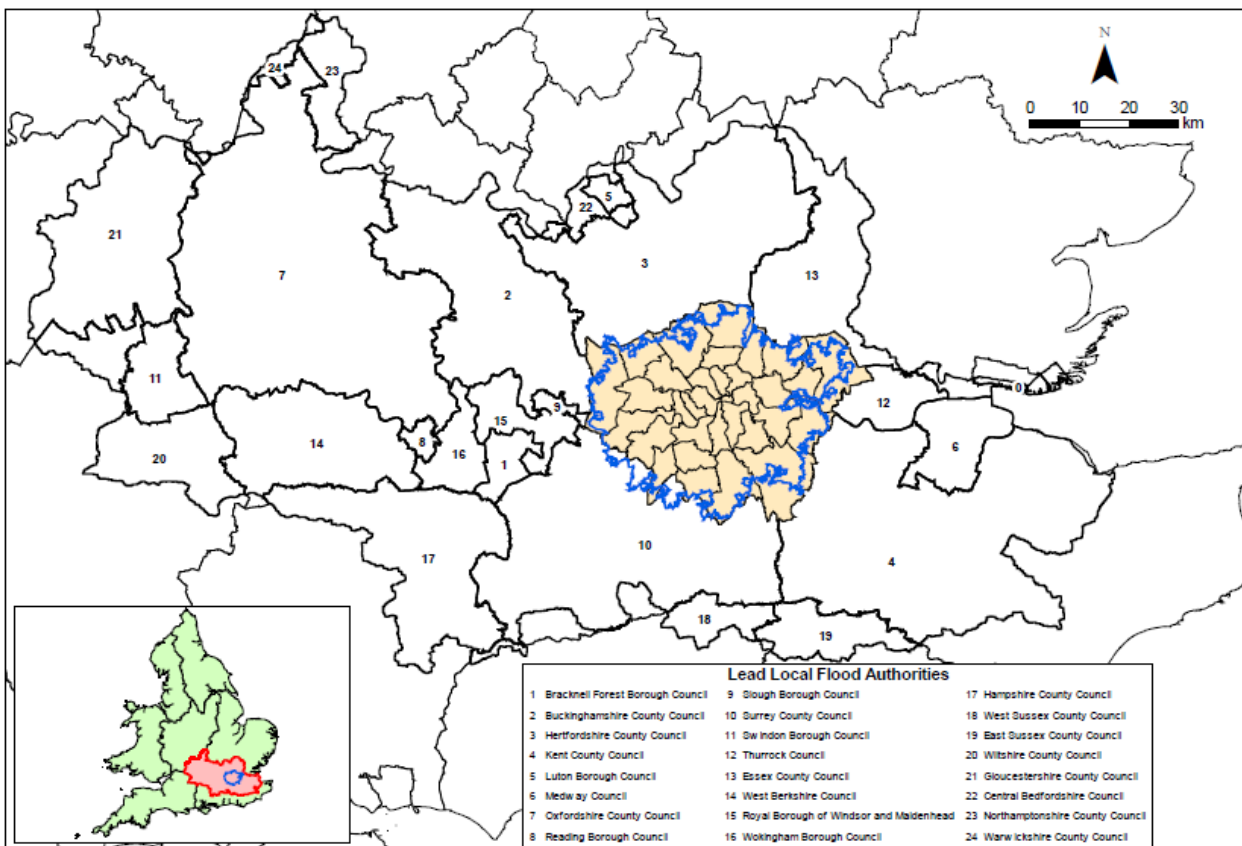 N
0 10 20 30
km
24
23
5
22
21
3
7
13
2
11
9
0
12
15
8
14
6
16
20
1
10
17
4
18
19
Lead Local Flood Authorities
1 Bracknell Forest Borough Council
2 Buckinghamshire County Council
3 Hertfordshire County Council
4 Kent County Council
5 Luton Borough Council
6 Medway Council
7 Oxfordshire County Council
8 Reading Borough Council
9 Slough Borough Council
10 Surrey County Council
11 Swindon Borough Council
12 Thurrock Council
13 Essex County Council
14 West Berkshire Council
15 Royal Borough of Windsor and Maidenhead
16 Wokingham Borough Council
17 Hampshire County Council
18 West Sussex County Council
19 East Sussex County Council
20 Wiltshire County Council
21 Gloucestershire County Council
22 Central Bedfordshire Council
23 Northamptonshire County Council
24 Warwickshire County Council